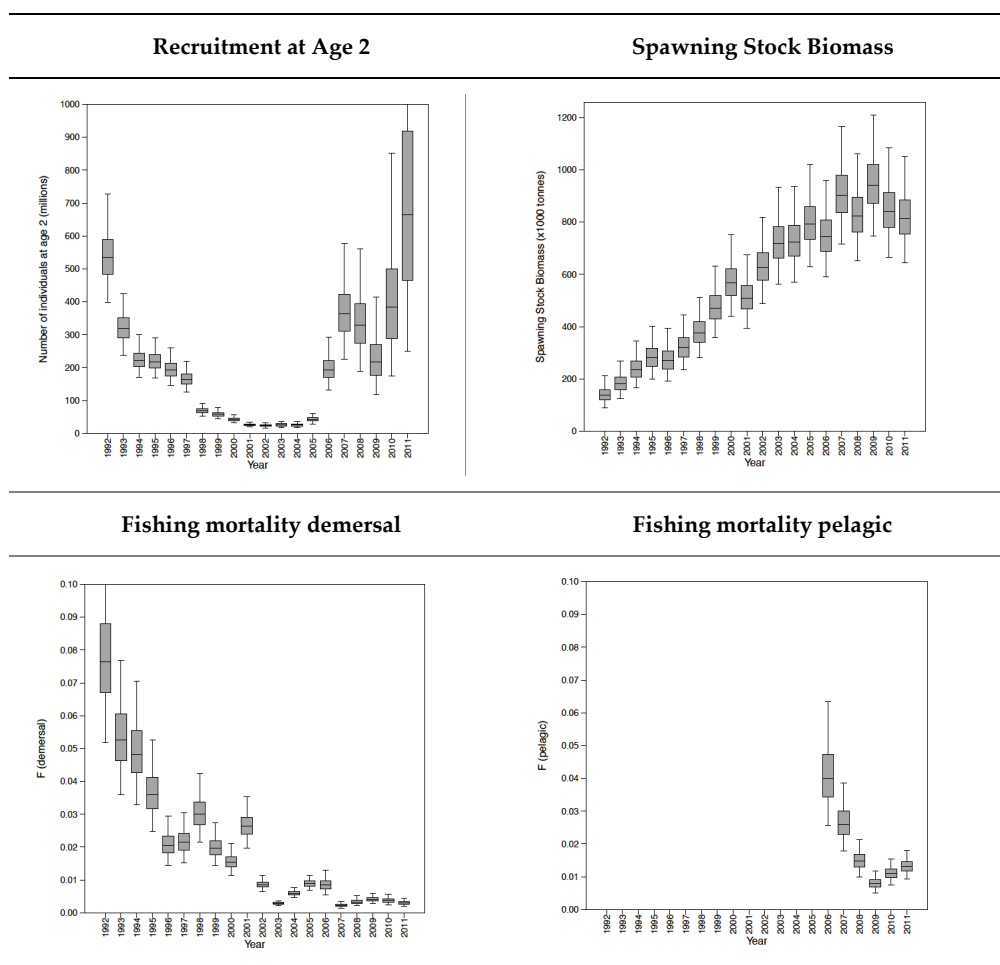 Recruitment at Age 2
Spawning Stock Biomass
Number of individuals at age 2 (millions)
1000
900
800
700
600
500
400
300
200
100
0
1992 1993 1994 1995 1996 1997 1998 1999 2000 2001 2002 2003 2004 2005 2006 2007 2008 2009 2010 2011
Year
Spawning Stock Biomass (x1000 tonnes)
1200
1000
800
600
400
200
0
1992 1993 1994 1995 1996 1997 1998 1999 2000 2001 2002 2003 2004 2005 2006 2007 2008 2009 2010 2011
Year
Fishing mortality demersal
Fishing mortality pelagic
F (demersal)
0.10
0.09
0.08
0.07
0.06
0.05
0.04
0.03
0.02
0.01
0.00
1992 1993 1994 1995 1996 1997 1998 1999 2000 2001 2002 2003 2004 2005 2006 2007 2008 2009 2010 2011
Year
F (pelagic)
0.10
0.09
0.08
0.07
0.06
0.05
0.04
0.03
0.02
0.01
0.00
1992 1993 1994 1995 1996 1997 1998 1999 2000 2001 2002 2003 2004 2005 2006 2007 2008 2009 2010 2011
Year